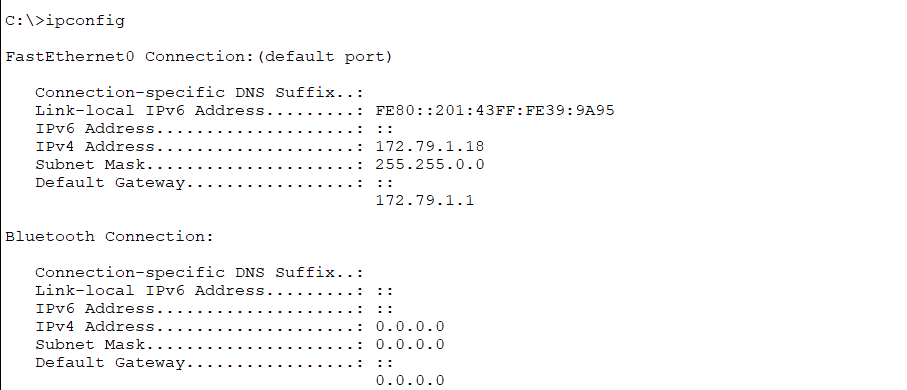 C:\>ipconfig
FastEthernet0 Connection:(default port)
Connection-specific DNS Suffix..:
Link-local IPv6 Address.........: FE80::201:43FF:FE39:9A95
IPv6 Address....................: ::
IPv4 Address....................: 172.79.1.18
Subnet Mask.....................: 255.255.0.0
Default Gateway.................: ::
172.79.1.1
Bluetooth Connection:
Connection-specific DNS Suffix..:
Link-local IPv6 Address.........: ::
IPv6 Address....................: ::
IPv4 Address....................: 0.0.0.0
Subnet Mask.....................: 0.0.0.0
Default Gateway.................: ::
0.0.0.0